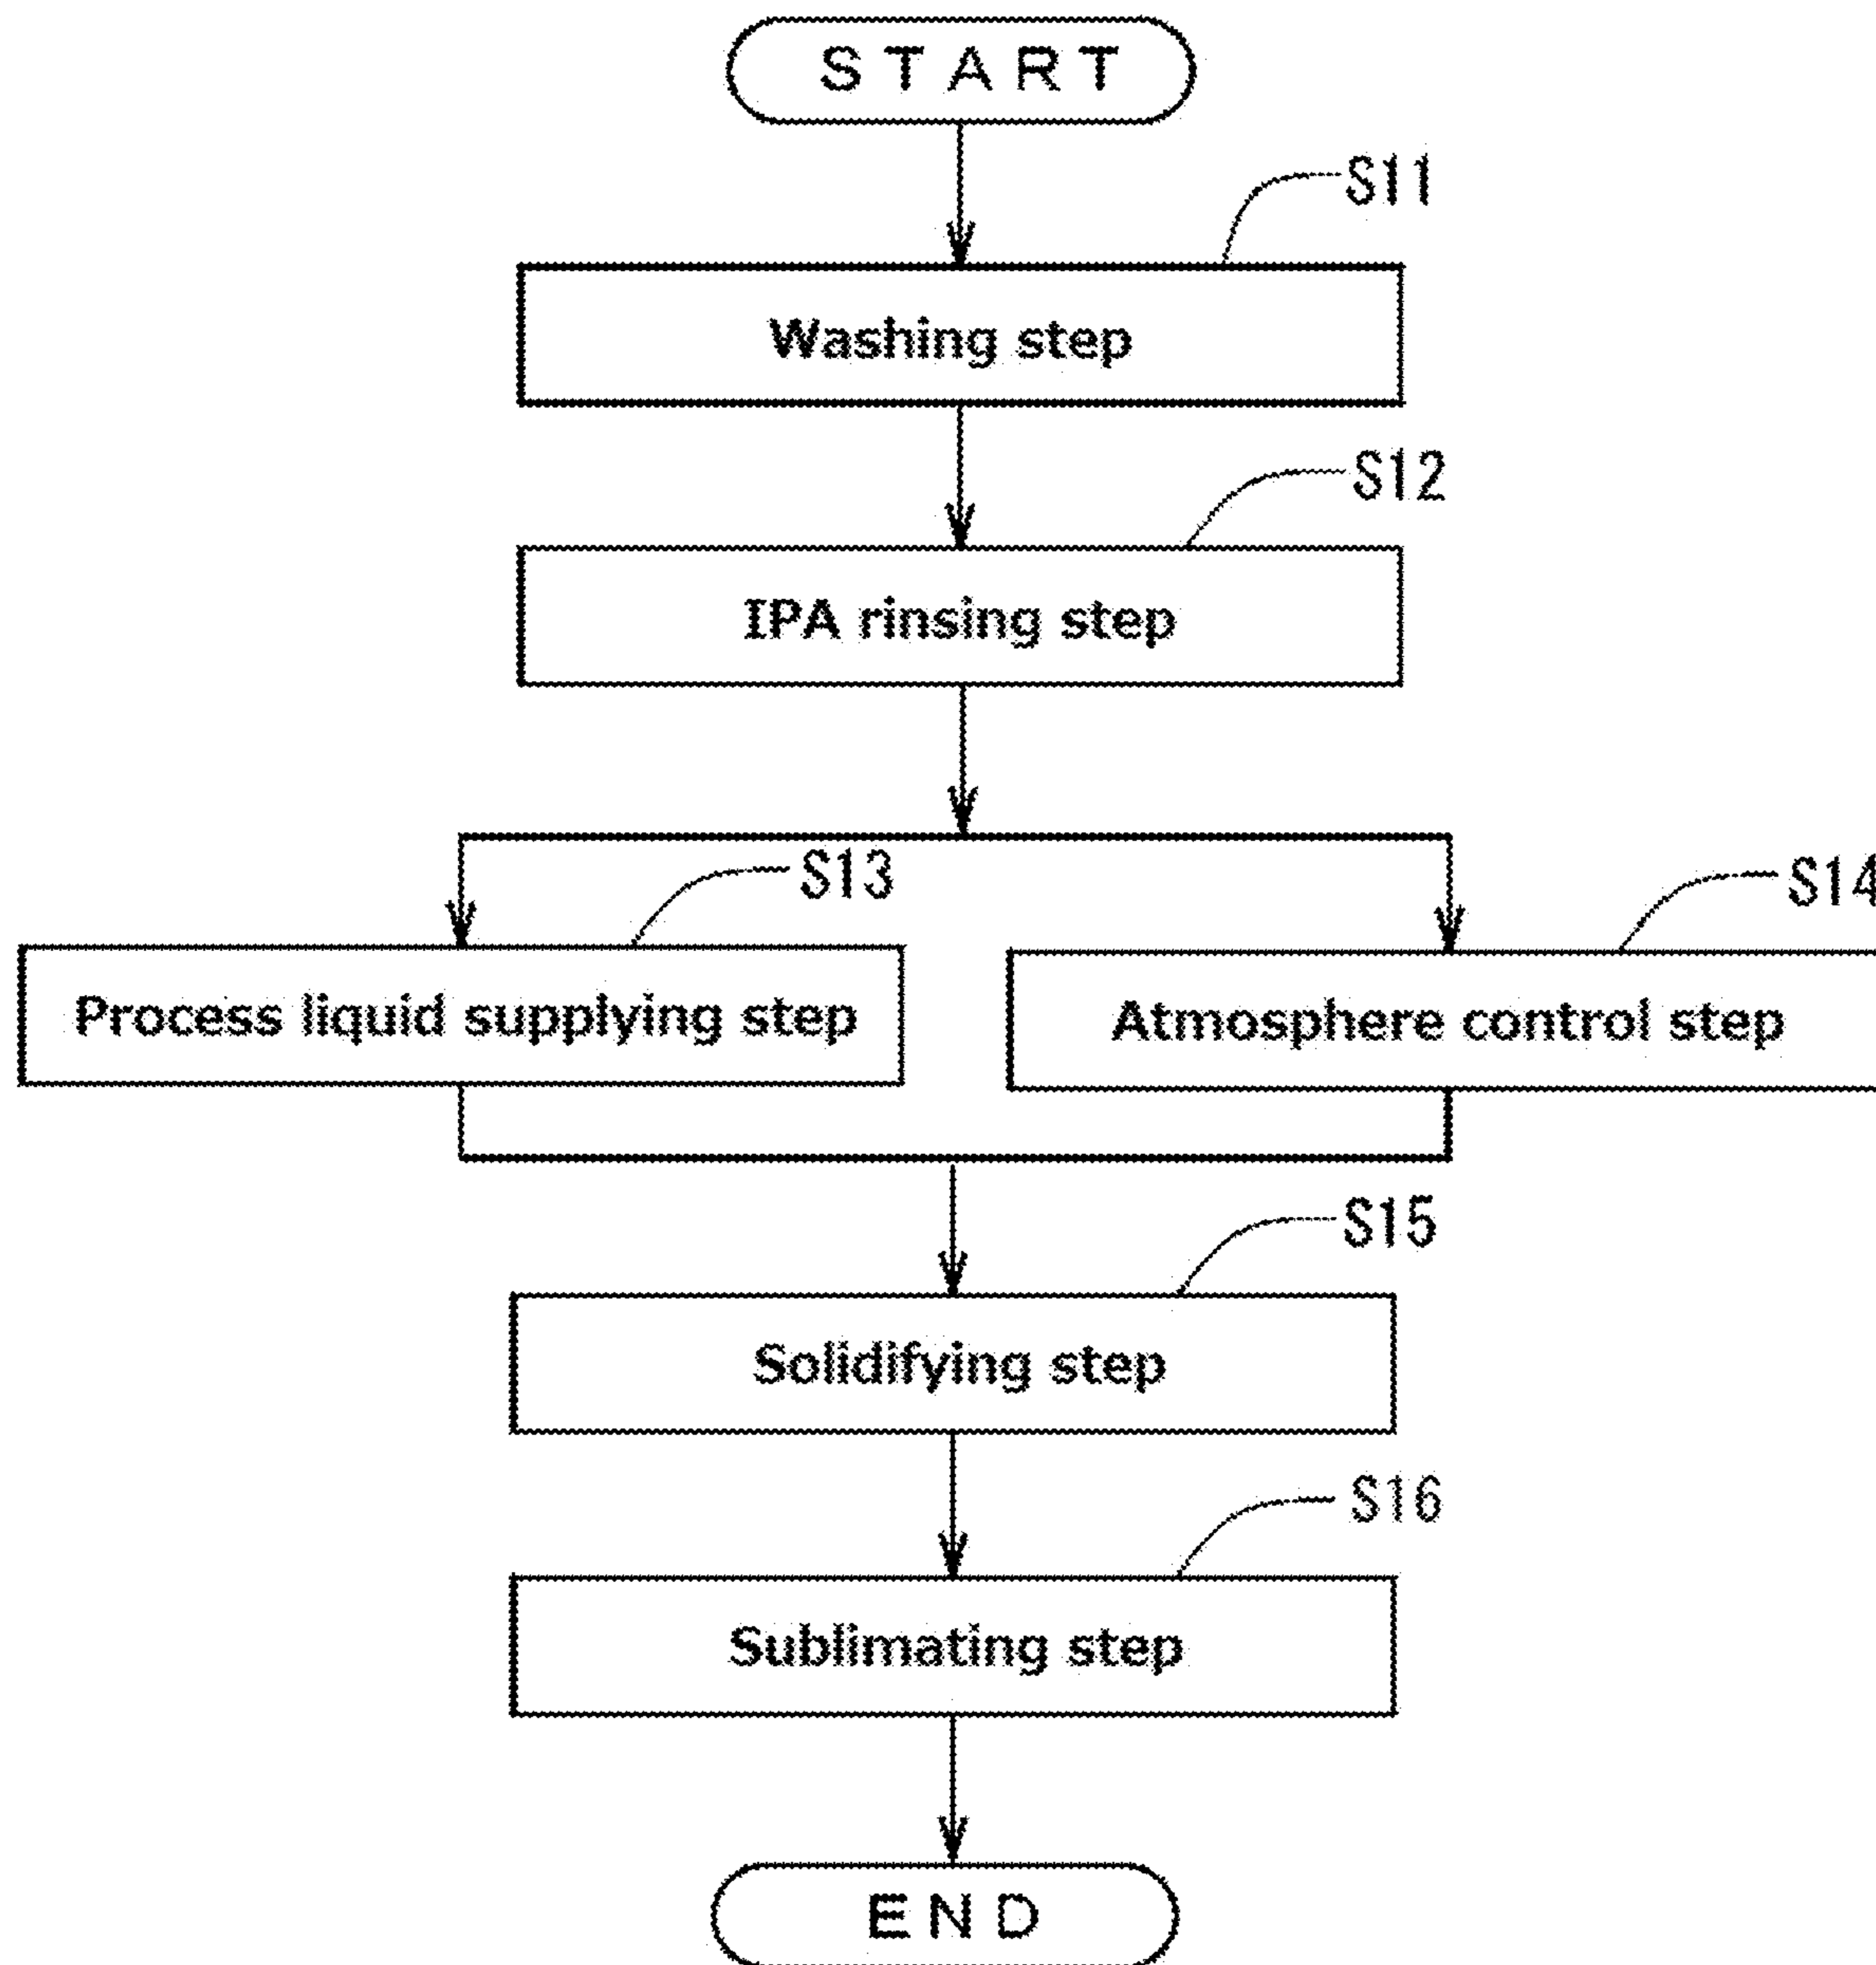 START
S11
Washing step
S12
IPA rinsing step
S13
S14
Process liquid supplying step
Atmosphere control step
S15
Solidifying step
S16
Sublimating step
END